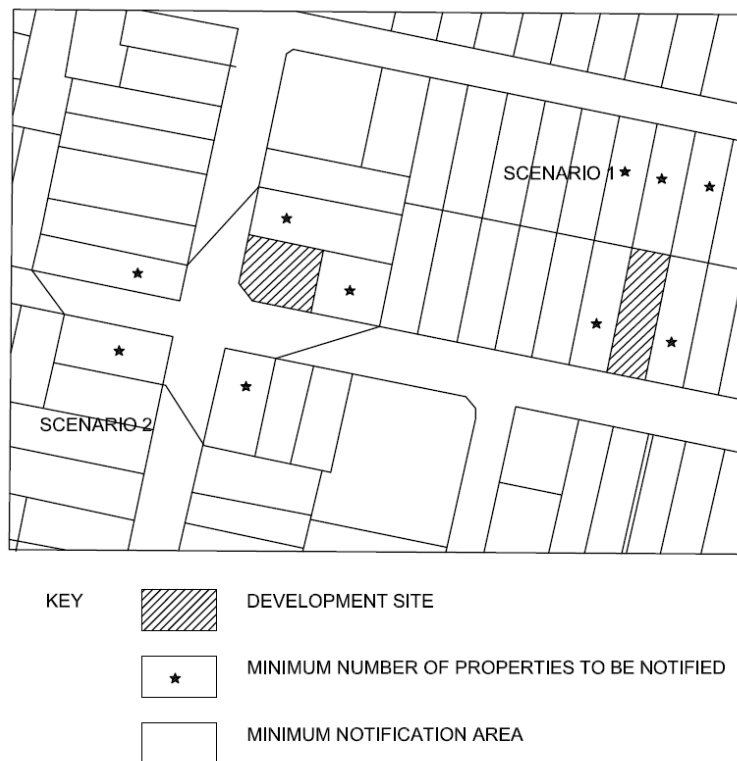 SCENARIO 1
SCENARIO 2
KEY
DEVELOPMENT SITE
MINIMUM NUMBER OF PROPERTIES TO BE NOTIFIED
MINIMUM NOTIFICATION AREA